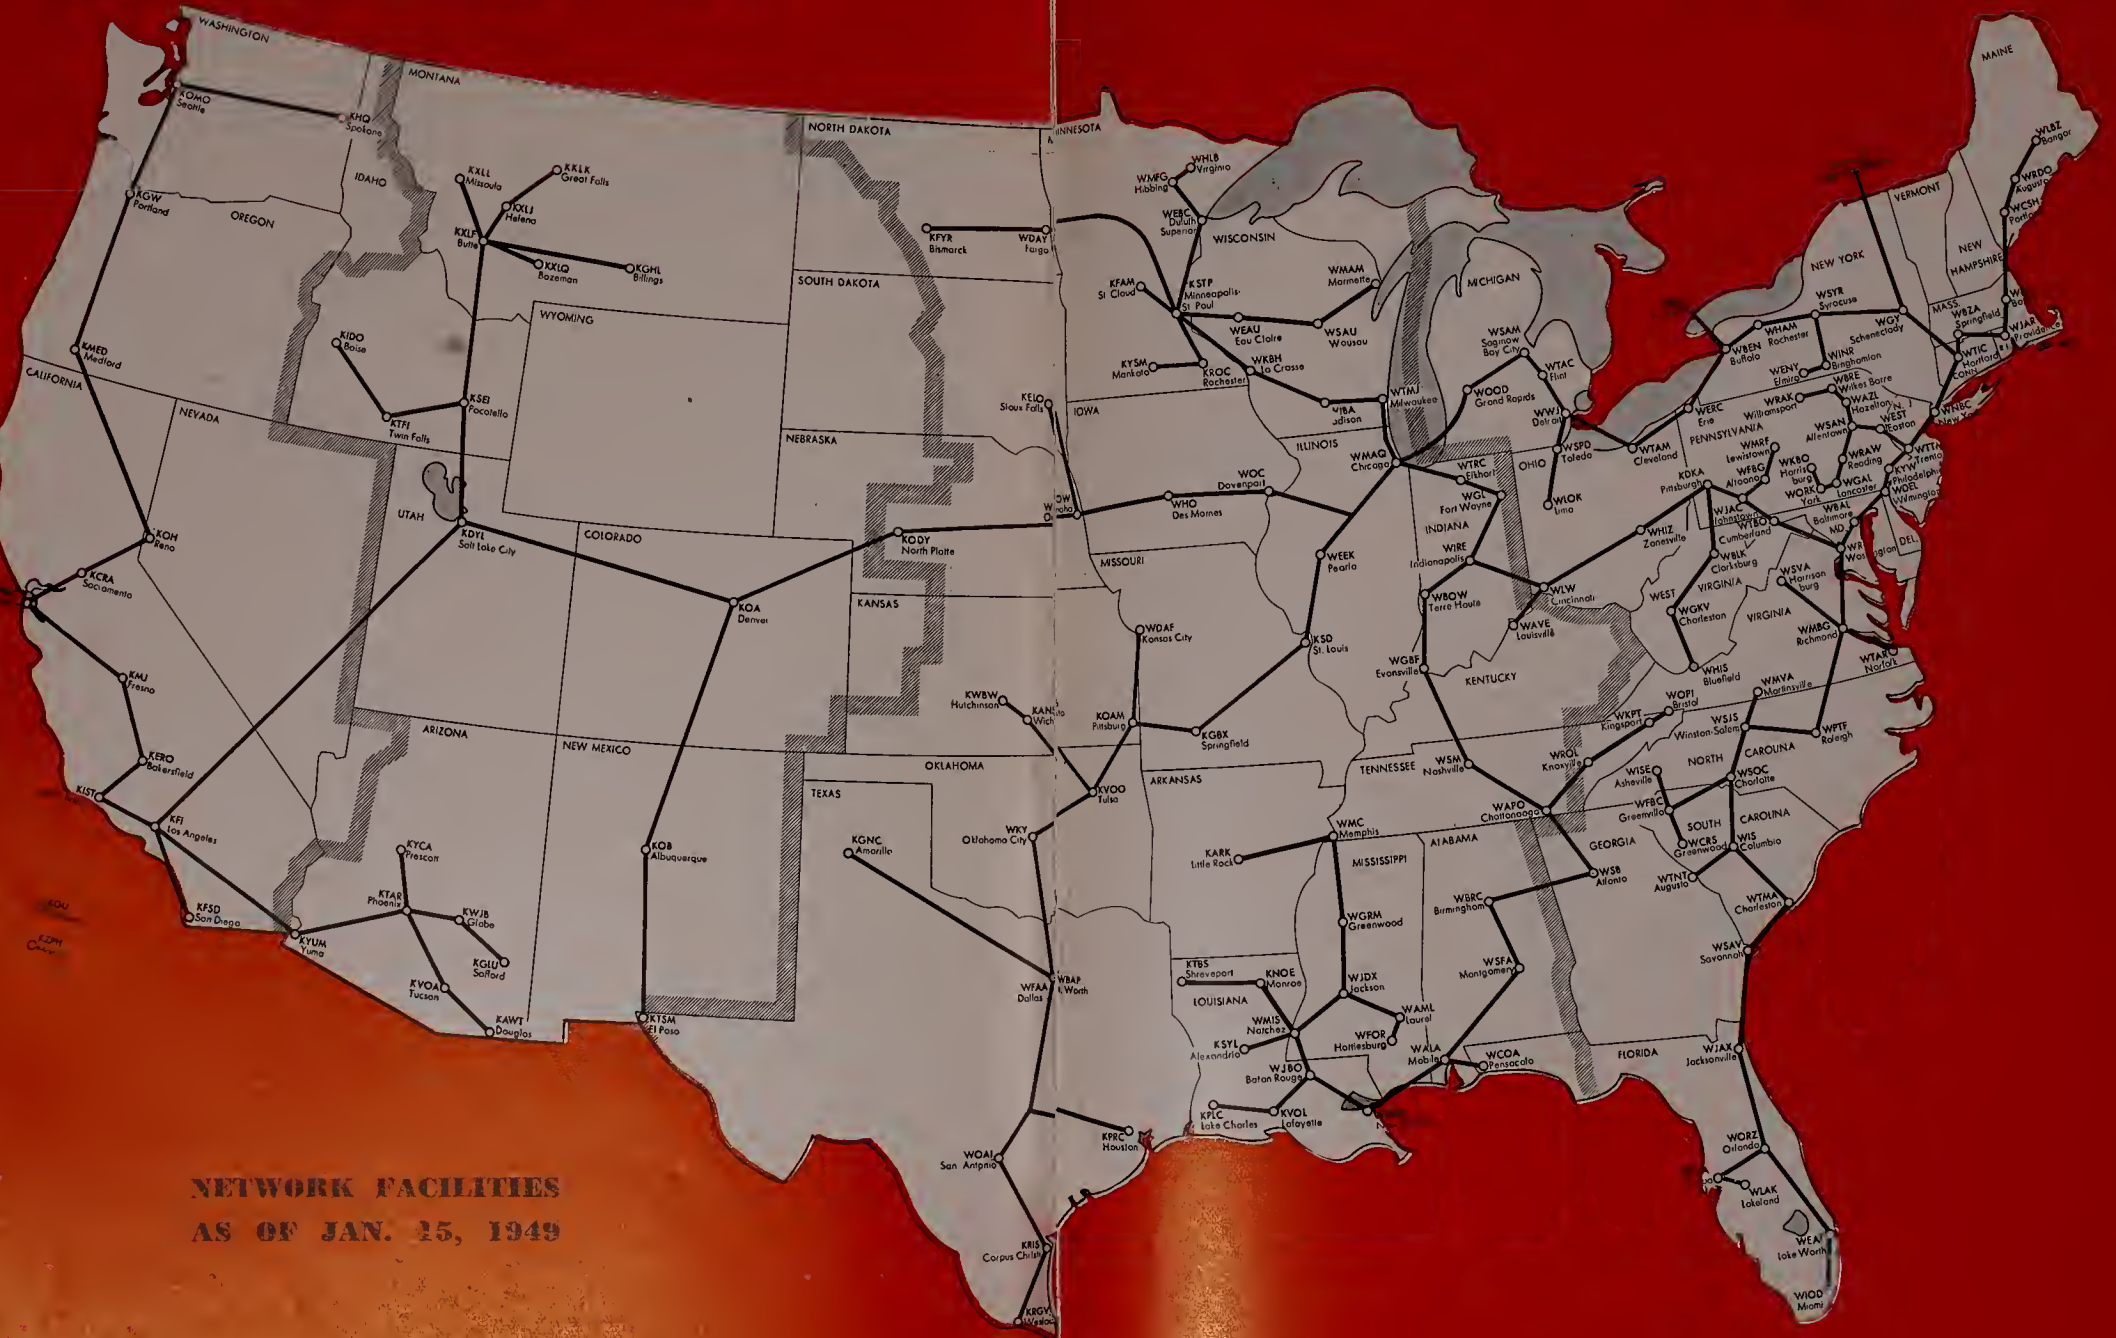 WASHINGTON
MONTANA
KOMO
Seattle
KHQ
Spokane
IDAHO
KGW
Portland
OREGON
KXLL
Missoula
KXLK
Great Falls
KXLJ
Helena
KXLF
Butte
KXLQ
Bozeman
KGHL
Billings
NORTH DAKOTA
KFYR
Bismarck
WDAY
Fargo
SOUTH DAKOTA
WYOMING
KIDO
Boise
KMED
Medford
CALIFORNIA
NEVADA
KSEI
Pocatello
KTFI
Twin Falls
KELO
Sioux Falls
NEBRASKA
UTAH
KDYL
Salt Lake City
COLORADO
KODY
North Platte
KOH
Reno
KCRA
Sacramento
KOA
Denver
KANSAS
KMJ
Fresno
KERO
Bakersfield
KIST
KFI
Los Angeles
KFSD
San Diego
ARIZONA
NEW MEXICO
KWBW
Hutchinson
OKLAHOMA
TEXAS
KYCA
Prescott
KTAR
Phoenix
KWJB
Globe
KGLU
Safford
KVOA
Tucson
KAWT
Douglas
KYUM
Yuma
KOB
Albuquerque
KTSM
El Paso
KGNC
Amarillo
WKY
Oklahoma City
WFAA
Dallas
WBAP
WOAI
San Antonio
KPRC
Houston
KRIS
Corpus Christi
KRGV
NETWORK FACILITIES
AS OF JAN. 15, 1949
INNESOTA
WHLB
Virginia
WMFG
Hibbing
WEBC
Duluth
Superior
WISCONSIN
KFAM
St Cloud
KSTP
Minneapolis-
St Paul
WMAM
Marinette
WEAU
Eau Claire
WSAU
Wausau
KYSM
Mankato
KROC
Rochester
WKBH
La Crosse
WTMJ
Milwaukee
MICHIGAN
WSAM
Saginaw
Bay City
WTAC
Flint
WOOD
Grand Rapids
WWJ
Detroit
WSPD
Toledo
WLOK
Lima
OHIO
WTAM
Cleveland
IOWA
ILLINOIS
WMAQ
Chicago
WOC
Davenport
WHO
Des Moines
WTRC
Elkhart
WGL
Fort Wayne
INDIANA
WIRE
Indianapolis
WEEK
Peoria
MISSOURI
WBOW
Terre Haute
WLW
Cincinnati
WAVE
Louisville
WHIZ
Zanesville
WDAF
Kansas City
KSD
St. Louis
WGBF
Evansville
KENTUCKY
KOAM
Pittsburg
KGBX
Springfield
KVOO
Tulsa
ARKANSAS
TENNESSEE
WSM
Nashville
WROL
Knoxville
WKPT
Kingsport
WOPI
Bristol
WAPO
Chattanooga
WMC
Memphis
KARK
Little Rock
MISSISSIPPI
ALABAMA
GEORGIA
WSB
Atlanta
WBRC
Birmingham
WSFA
Montgomery
WGRM
Greenwood
KTBS
Shreveport
KNOE
Monroe
LOUISIANA
WJDX
Jackson
WAML
Laurel
WFOR
Hattiesburg
WMIS
Natchez
KSYL
Alexandria
WJBO
Baton Rouge
KPLC
Lake Charles
KVOL
Lafayette
WALA
Mobile
WCOA
Pensacola
FLORIDA
WJAX
Jacksonville
WORZ
Orlando
WLAK
Lakeland
Lake Worth
WIOD
Miami
WSAV
Savannah
WTMA
Charleston
WIS
Columbia
WTNT
Augusta
WCRS
Greenwood
WFBC
Greenville
WISE
Asheville
SOUTH
CAROLINA
WSOC
Charlotte
NORTH
CAROLINA
WSJS
Winston-Salem
WPTF
Raleigh
WMVA
Martinsville
WHIS
Bluefield
WTAR
Norfolk
WMBG
Richmond
VIRGINIA
WSVA
Harrison
burg
WEST
VIRGINIA
WGKV
Charleston
WBLK
Clarksburg
WTBO
Cumberland
MD.
DEL.
WBAL
Baltimore
KDKA
Pittsburgh
WJAC
Johnstown
WFBG
Altoona
WMRF
Lewistown
WKBO
Harris
burg
WORK
York
WGAL
Lancaster
WRAW
Reading
WSAN
Allentown
WEST
Easton
WAZL
Hazelton
WBRE
Wilkes Barre
WRAK
Williamsport
PENNSYLVANIA
WERC
Erie
WBEN
Buffalo
WHAM
Rochester
WSYR
Syracuse
WENY
Elmira
WINR
Binghamton
WGY
Schenectady
NEW YORK
VERMONT
NEW
HAMPSHIRE
MAINE
WLBZ
Bangor
WRDO
Augusta
WCSH
MASS.
WBZA
Springfield
WJAR
Providence
WTIC
Hartford
CONN.
WNBC
KYW
Philadelphia
WDEL
Wilmington
N. J.